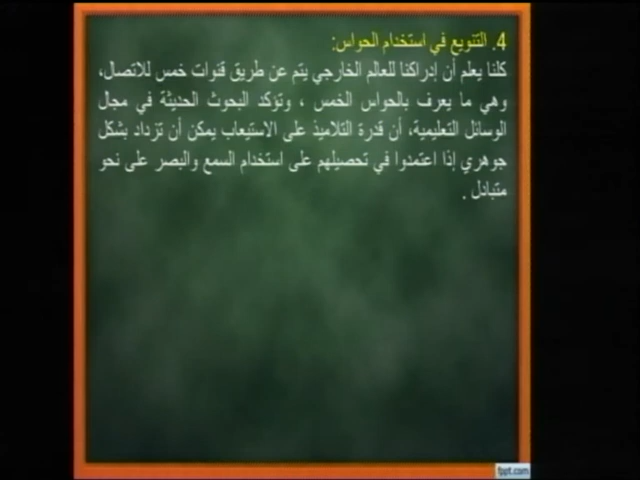 4. التنويع في استخدام الحواس:
كلنا يعلم أن إدراكنا للعالم الخارجي يتم عن طريق قنوات خمس للاتصال،
وهي ما يعرف بالحواس الخمس ، وتؤكد البحوث الحديثة في مجال
الوسائل التعليمية، أن قدرة التلاميذ على الاستيعاب يمكن أن تزداد بشكل
جوهري إذا اعتمدوا في تحصيلهم على استخدام السمع والبصر على نحو
متبادل .
fppt.com